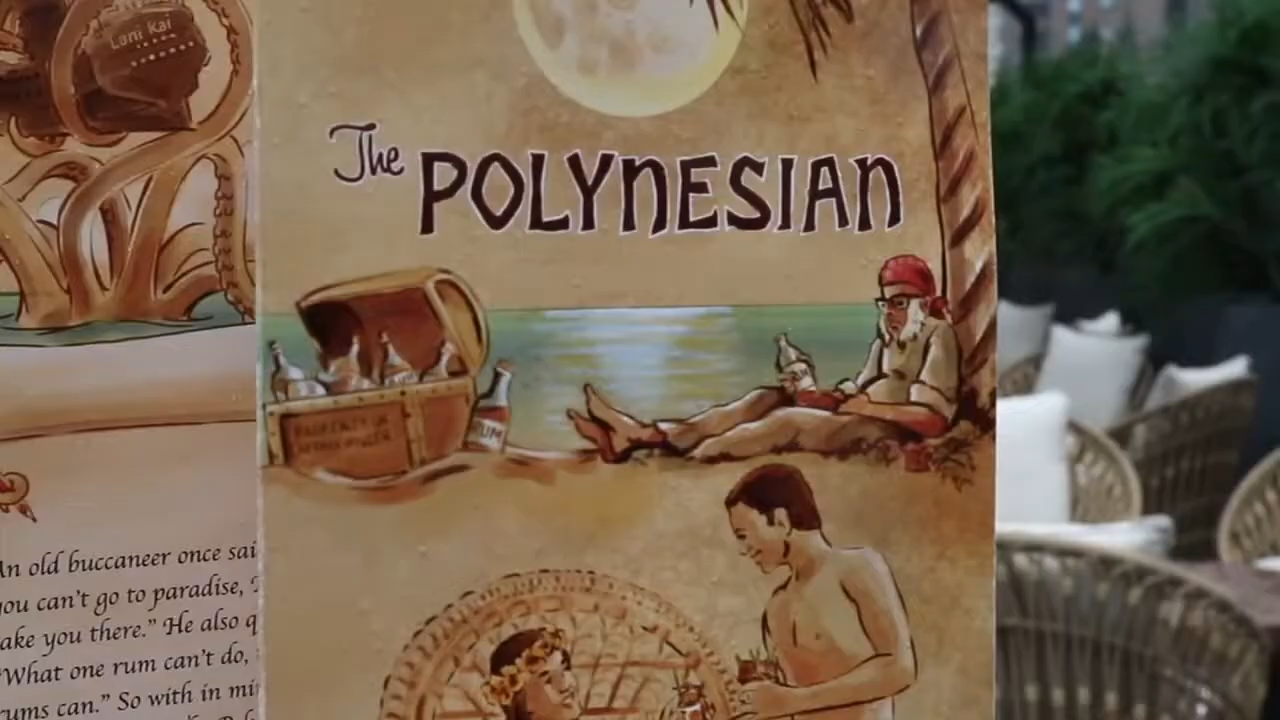 Lani Kai
The POLYNESIAN
RUM
An old buccaneer once sai
you can't go to paradise,
ake you there." He also q
"What one rum can't do,
rums can." So with in mi